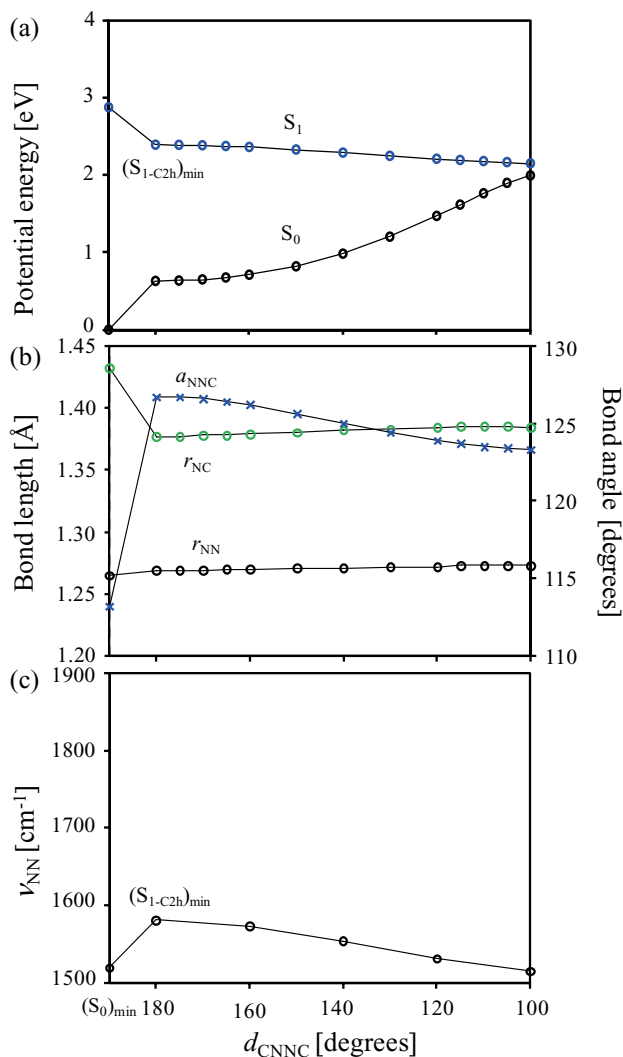 (a)
4
3
2
1
0
Potential energy [eV]
S1
(S1-C2h)min
S0
(b)
1.45
1.40
1.35
1.30
1.25
1.20
Bond length [Å]
130
125
120
115
110
Bond angle [degrees]
aNNC
rNC
rNN
(c)
1900
1800
1700
1600
1500
νNN [cm-1]
(S1-C2h)min
(S0)min 180 160 140 120 100
dCNNC [degrees]